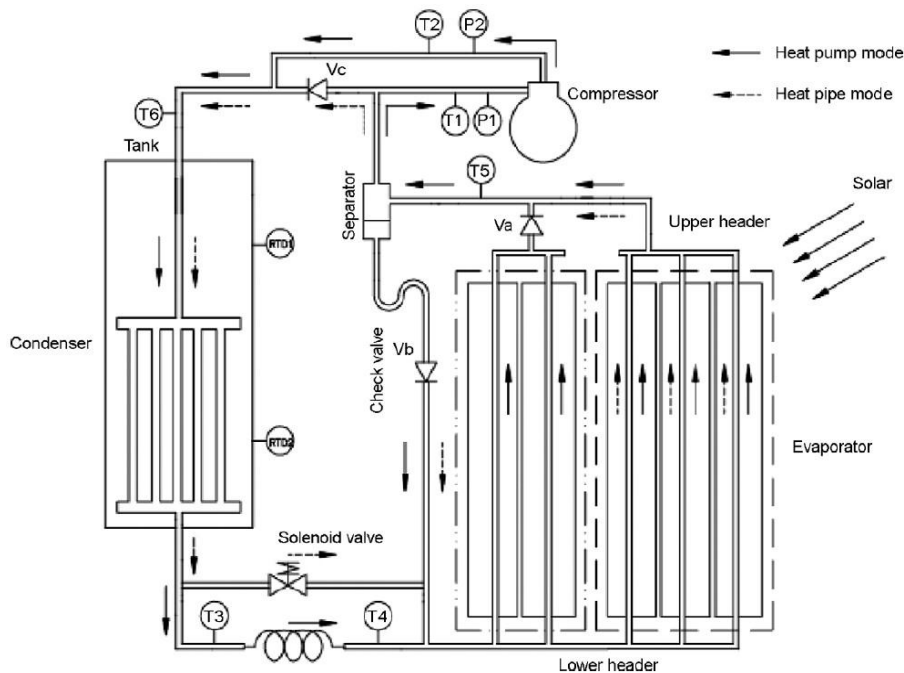 T2
P2
Heat pump mode
Vc
Compressor
Heat pipe mode
T6
T1
P1
Tank
T5
Solar
Separator
Va
Upper header
RTD1
Condenser
Vb
Check valve
RTD2
Evaporator
Solenoid valve
T3
T4
Lower header